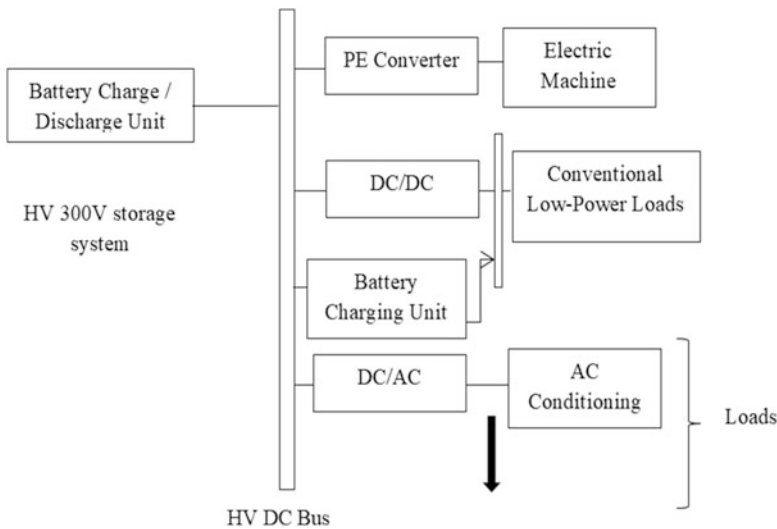 PE Converter
Electric
Machine
Battery Charge /
Discharge Unit
DC/DC
Conventional
Low-Power Loads
HV 300V storage
system
Battery
Charging Unit
DC/AC
AC
Conditioning
Loads
HV DC Bus